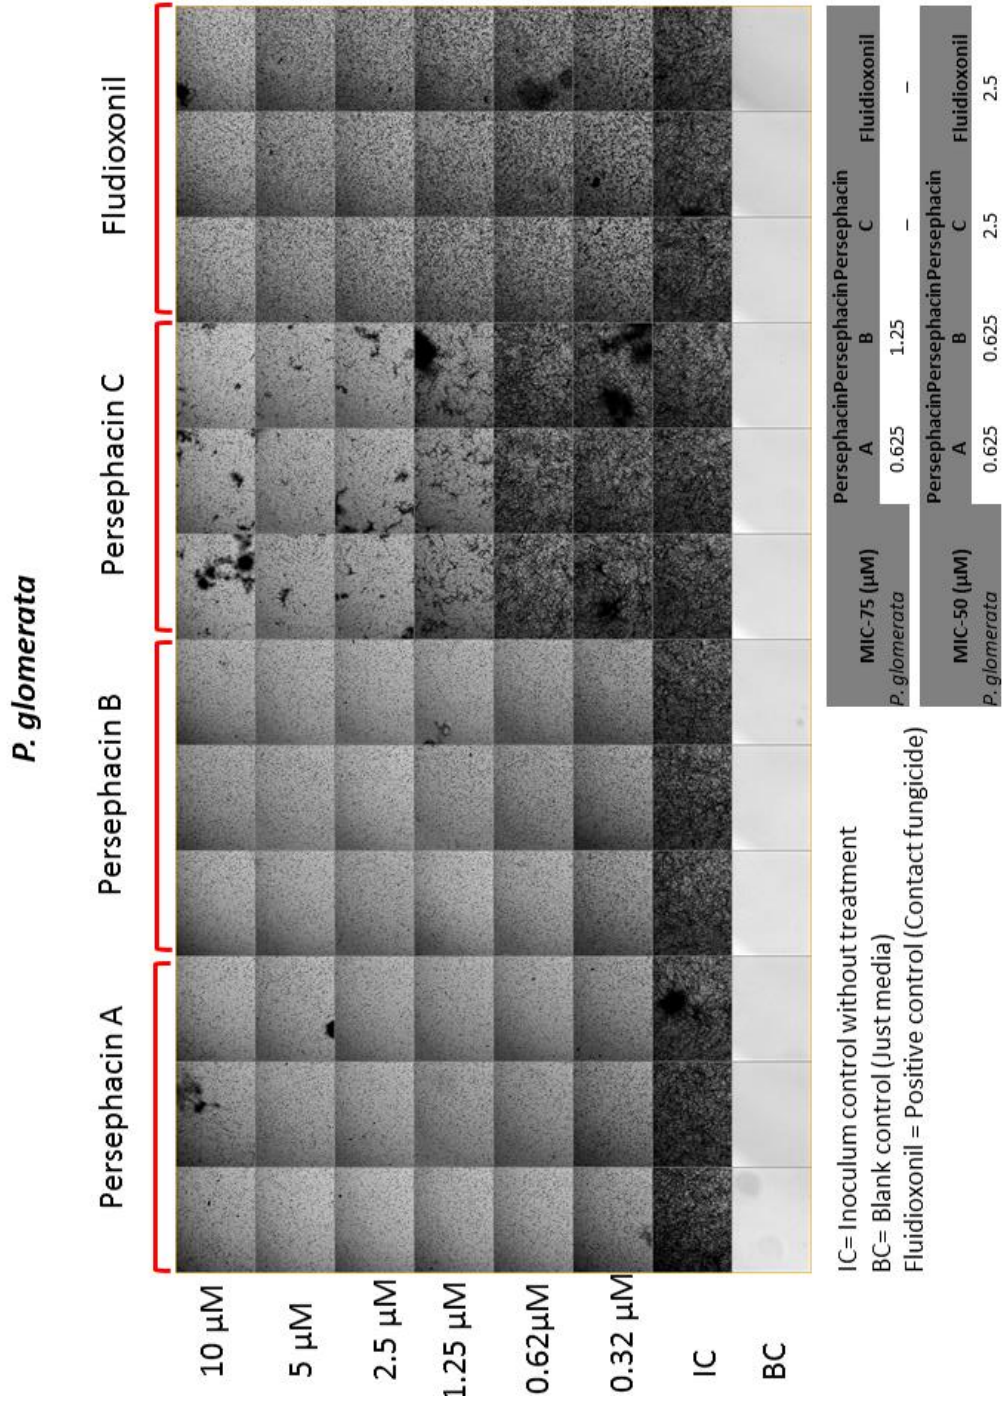 P. glomerata
Persephacin A
Persephacin B
Persephacin C
Fludioxonil
10 µM
5 µM
2.5 µM
1.25 µM
0.62µM
0.32 µM
IC
BC
IC= Inoculum control without treatment
BC= Blank control (Just media)
Fluidioxonil = Positive control (Contact fungicide)
MIC-75 (µM) Persephacin A Persephacin B Persephacin C Fluidioxonil
P. glomerata 0.625 1.25 – –
MIC-50 (µM) Persephacin A Persephacin B Persephacin C Fluidioxonil
P. glomerata 0.625 0.625 2.5 2.5